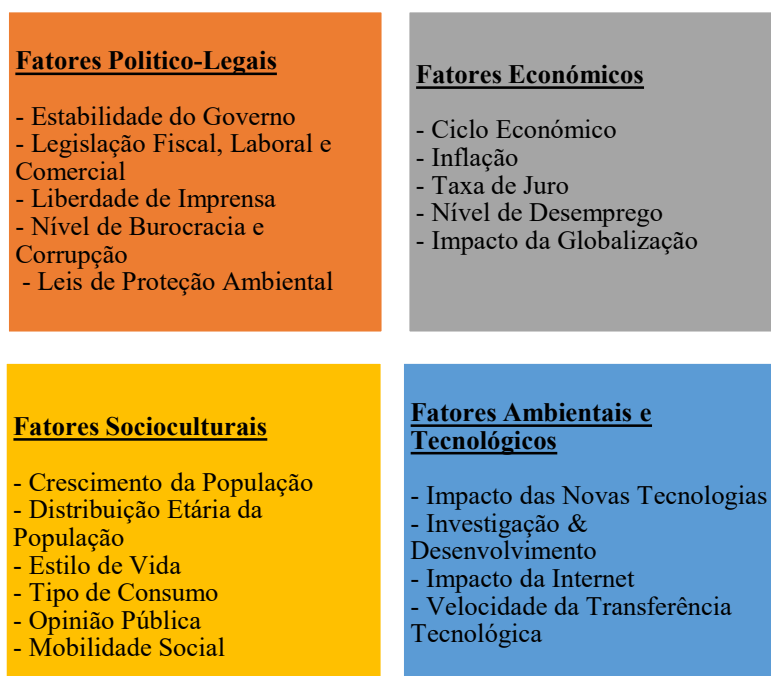 Fatores Politico-Legais
- Estabilidade do Governo
- Legislação Fiscal, Laboral e
Comercial
- Liberdade de Imprensa
- Nível de Burocracia e
Corrupção
- Leis de Proteção Ambiental
Fatores Económicos
- Ciclo Económico
- Inflação
- Taxa de Juro
- Nível de Desemprego
- Impacto da Globalização
Fatores Socioculturais
- Crescimento da População
- Distribuição Etária da
População
- Estilo de Vida
- Tipo de Consumo
- Opinião Pública
- Mobilidade Social
Fatores Ambientais e
Tecnológicos
- Impacto das Novas Tecnologias
- Investigação &
Desenvolvimento
- Impacto da Internet
- Velocidade da Transferência
Tecnológica